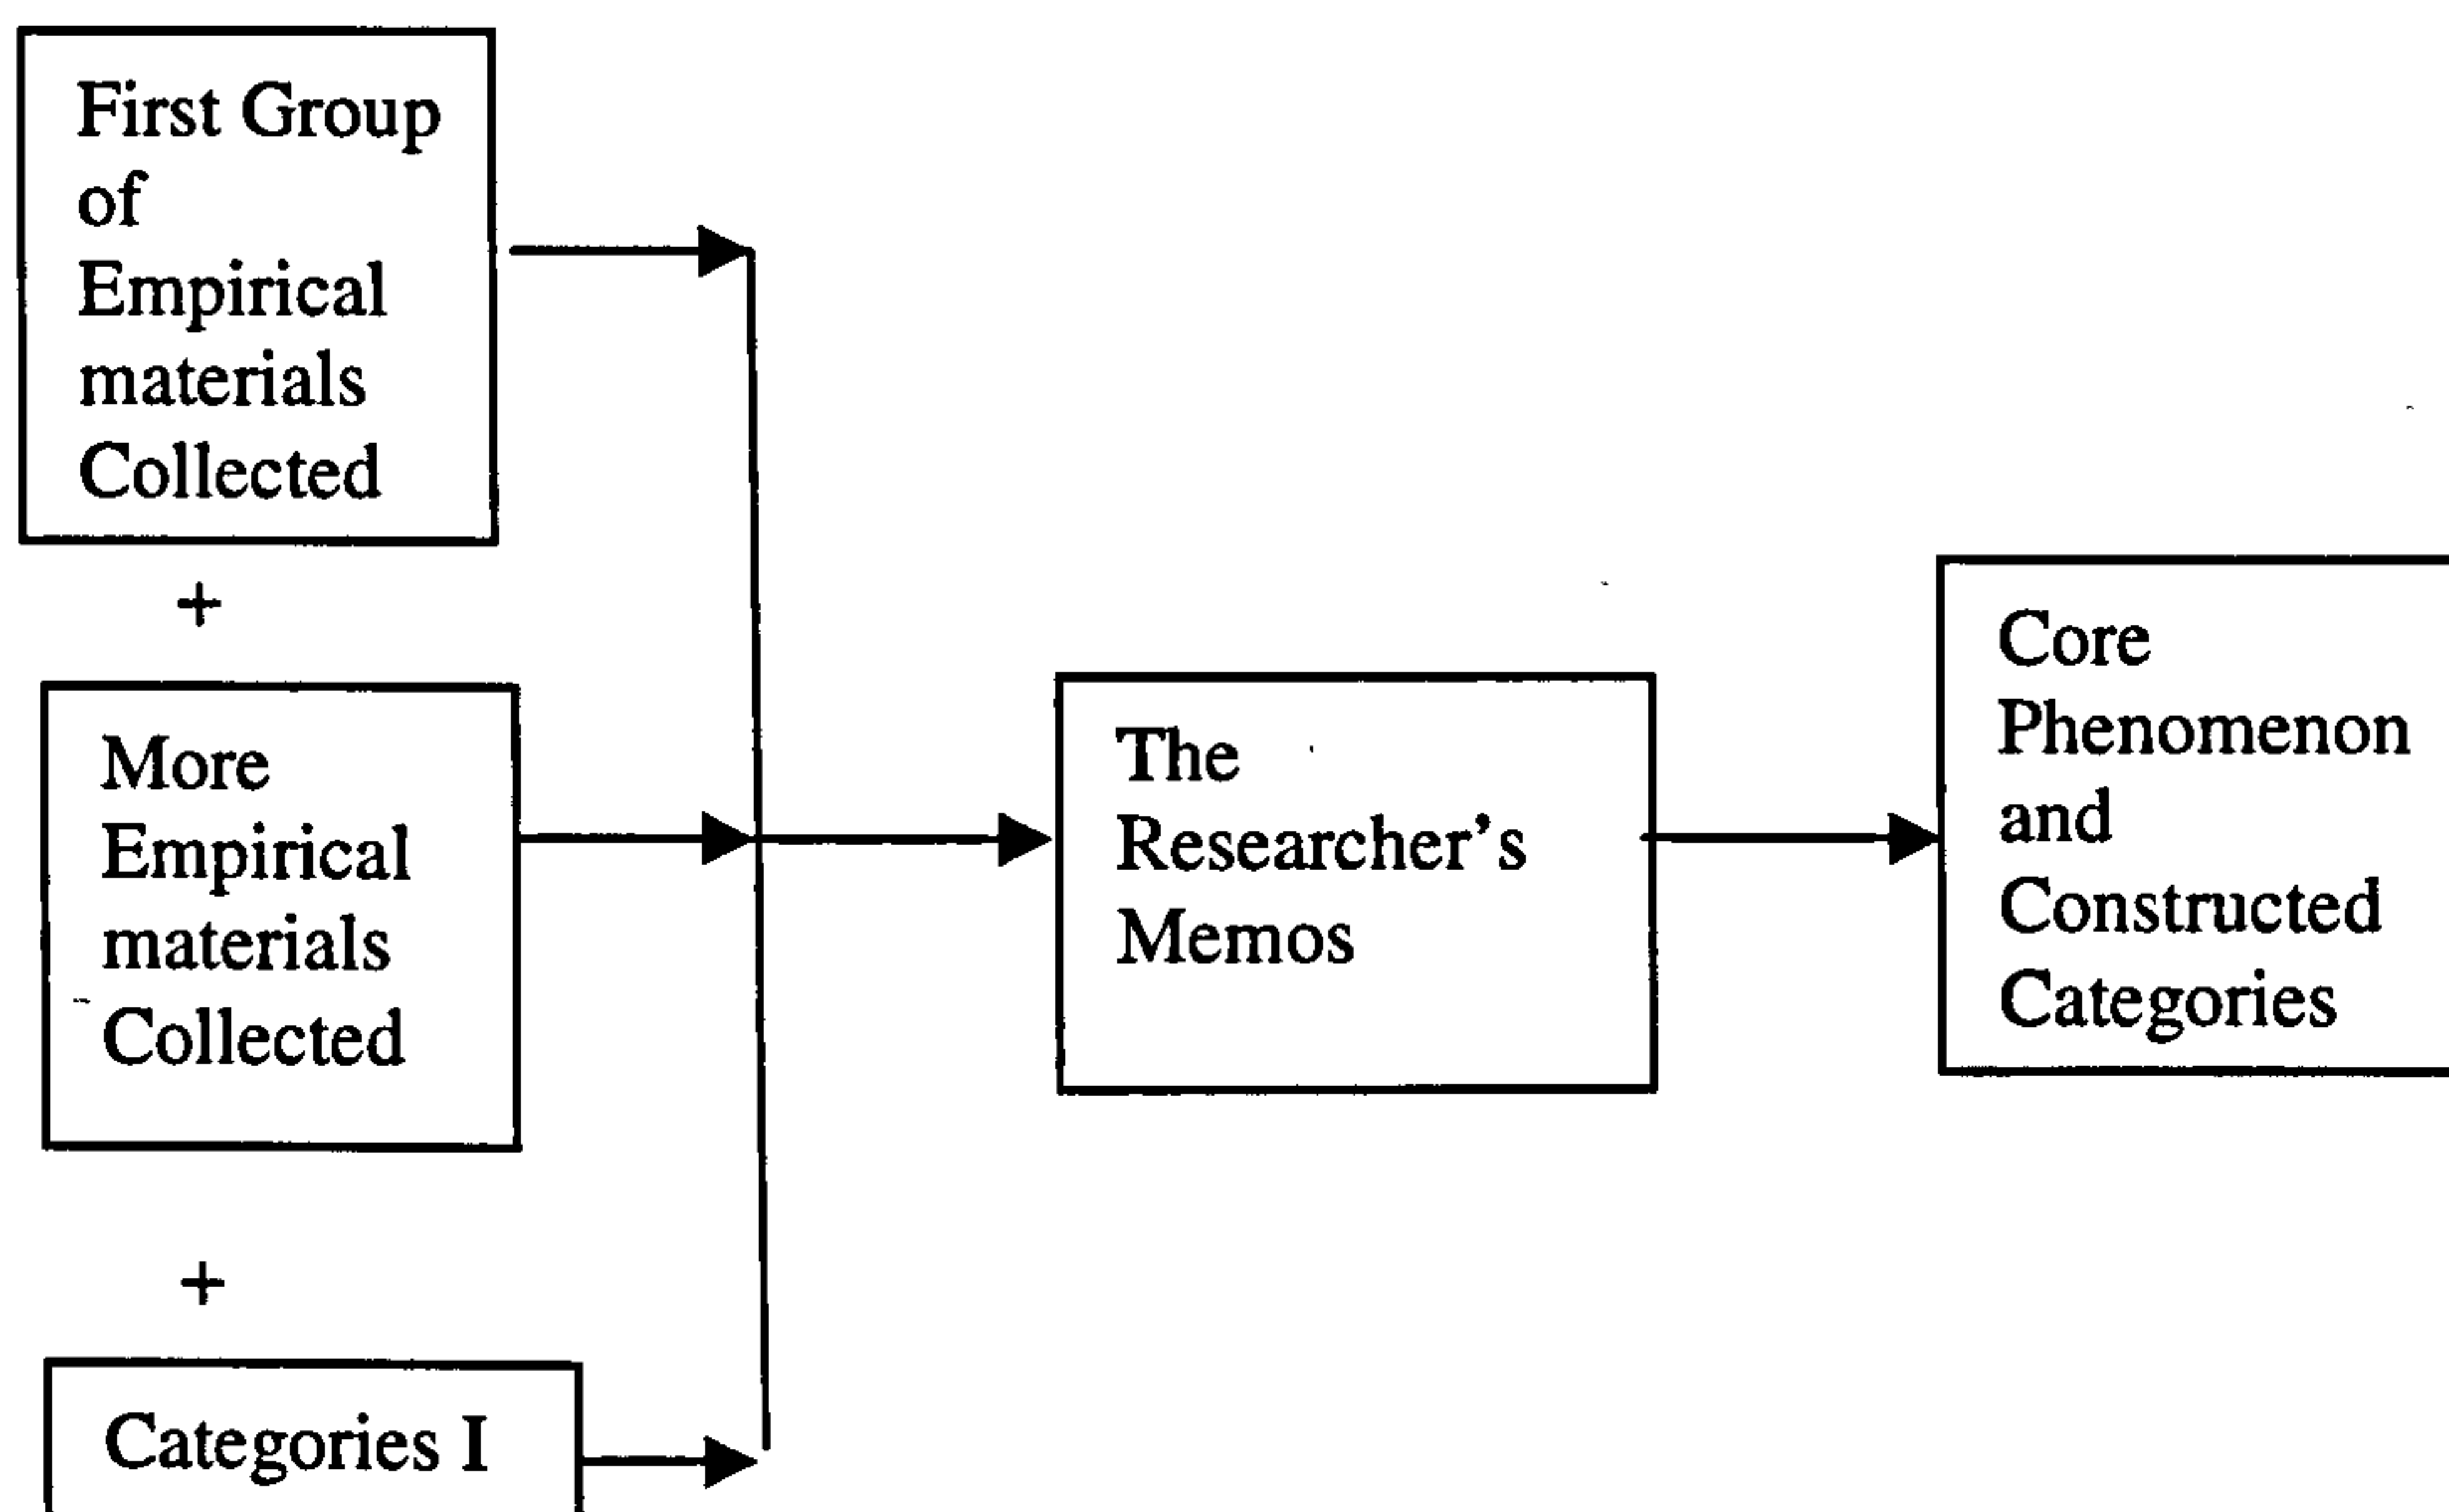 First Group
of
Empirical
materials
Collected
+
More
Empirical
materials
Collected
+
Categories I
The
Researcher's
Memos
Core
Phenomenon
and
Constructed
Categories